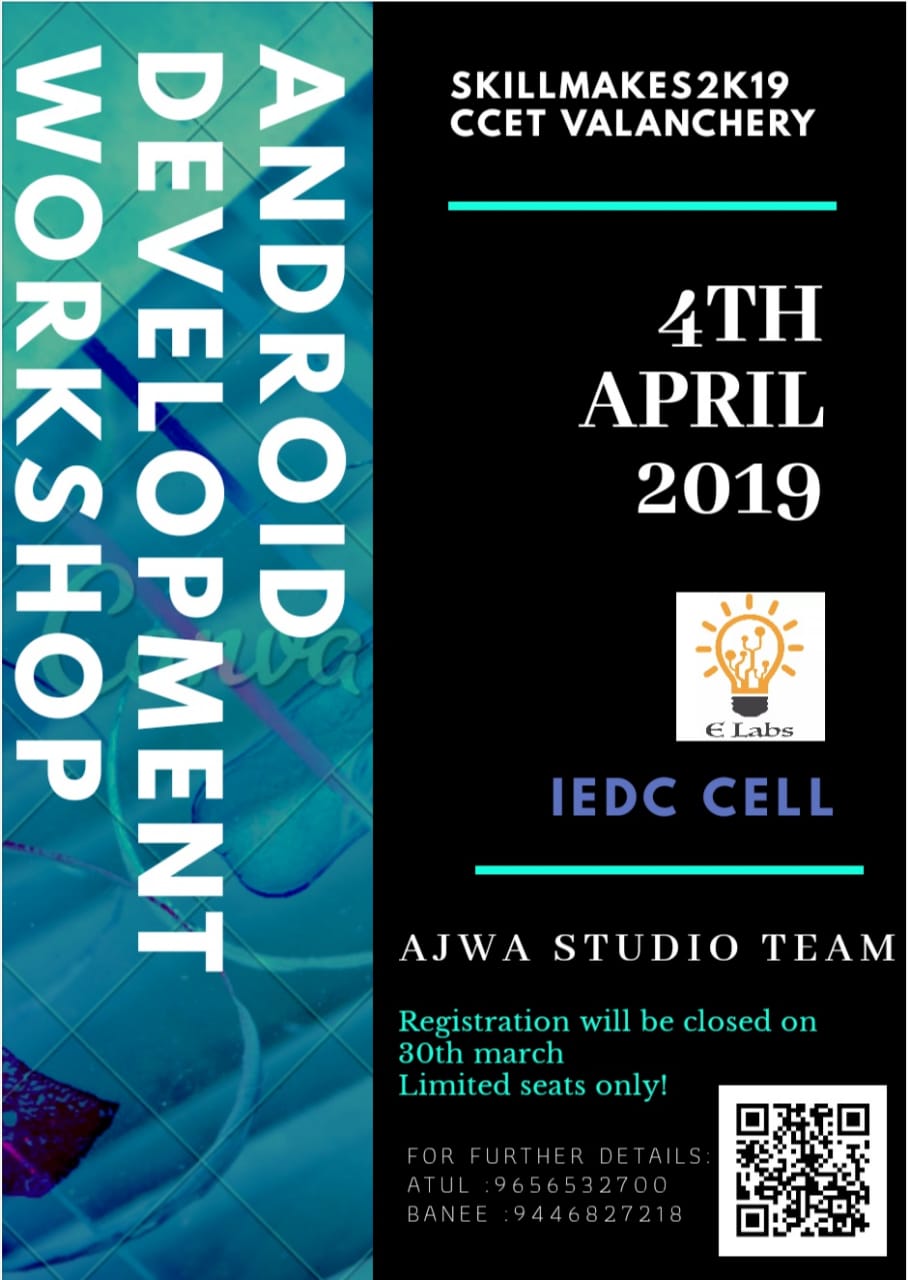 ANDROID
DEVELOPMENT
WORKSHOP
SKILLMAKES2K19
CCET VALANCHERY
4TH
APRIL
2019
E Labs
IEDC CELL
AJWA STUDIO TEAM
Registration will be closed on
30th march
Limited seats only!
FOR FURTHER DETAILS:
ATUL :9656532700
BANEE :9446827218
Canva